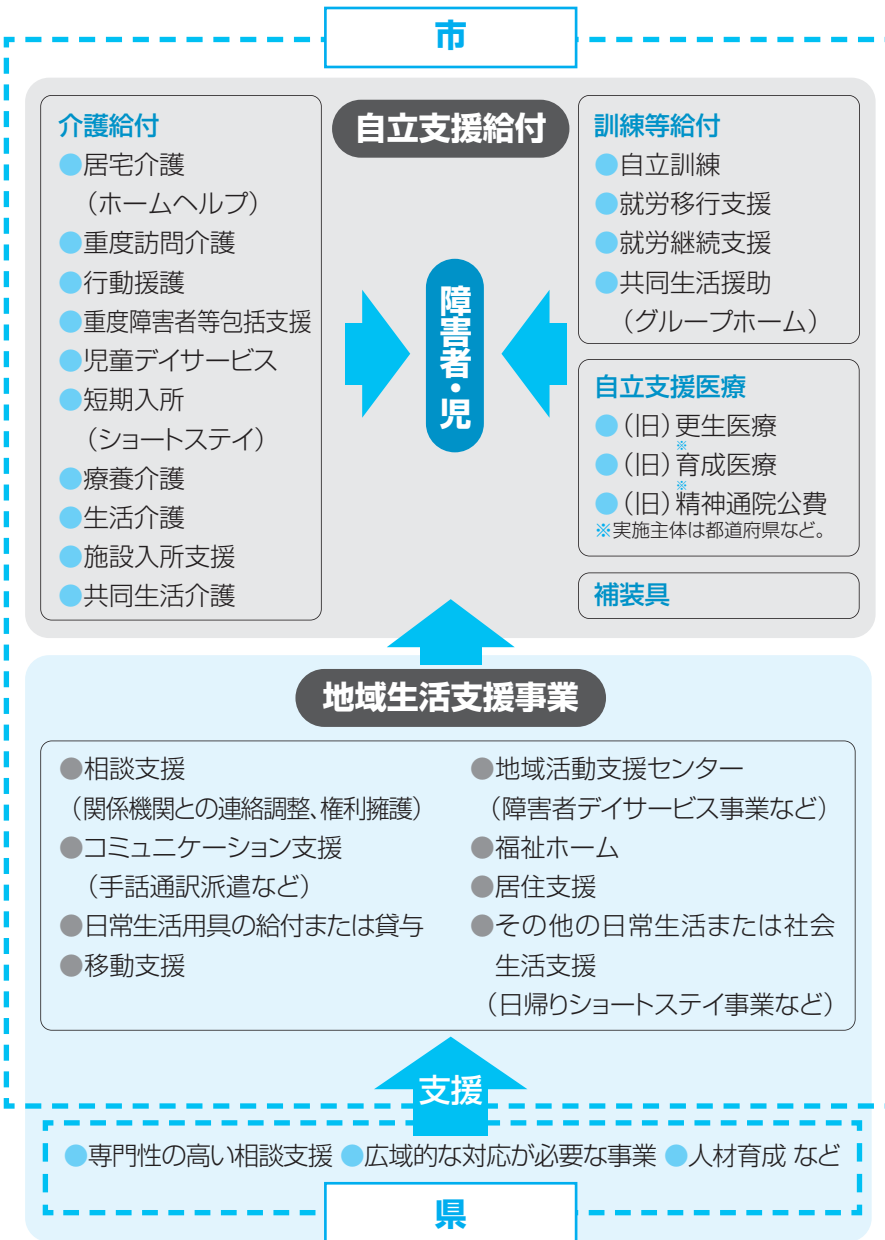 市
自立支援給付
介護給付
●居宅介護
（ホームヘルプ）
●重度訪問介護
●行動援護
●重度障害者等包括支援
●児童デイサービス
●短期入所
（ショートステイ）
●療養介護
●生活介護
●施設入所支援
●共同生活介護
障害者・児
訓練等給付
●自立訓練
●就労移行支援
●就労継続支援
●共同生活援助
（グループホーム）
自立支援医療
●（旧）更生医療
※
●（旧）育成医療
※
●（旧）精神通院公費
※実施主体は都道府県など。
補装具
地域生活支援事業
●相談支援
（関係機関との連絡調整、権利擁護）
●コミュニケーション支援
（手話通訳派遣など）
●日常生活用具の給付または貸与
●移動支援
●地域活動支援センター
（障害者デイサービス事業など）
●福祉ホーム
●居住支援
●その他の日常生活または社会
生活支援
（日帰りショートステイ事業など）
支援
●専門性の高い相談支援 ●広域的な対応が必要な事業 ●人材育成 など
県